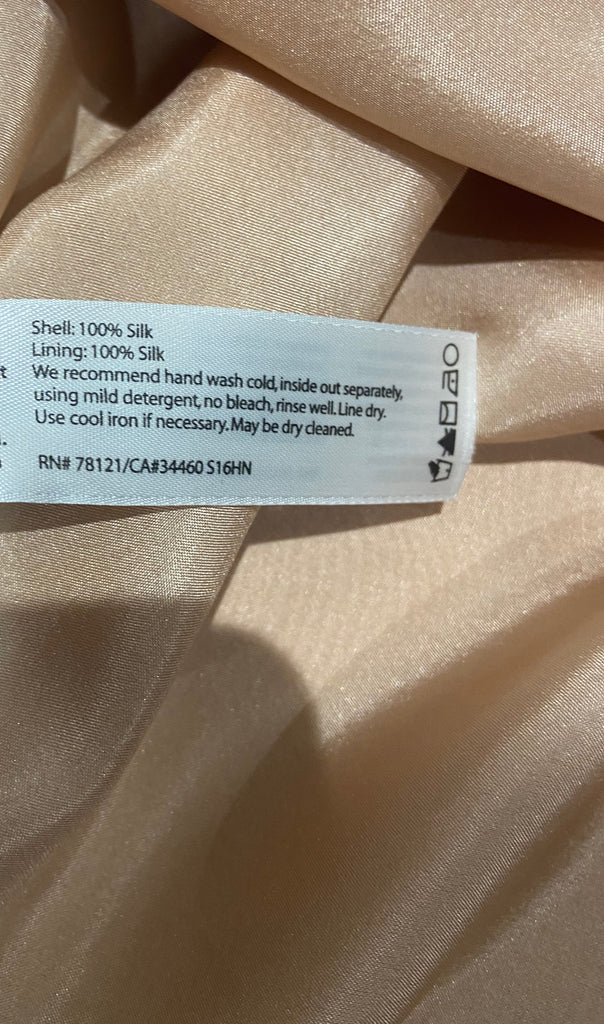 Shell: 100% Silk
Lining: 100% Silk
We recommend hand wash cold, inside out separately,
using mild detergent, no bleach, rinse well. Line dry.
Use cool iron if necessary. May be dry cleaned.
RN# 78121/CA#34460 S16HN